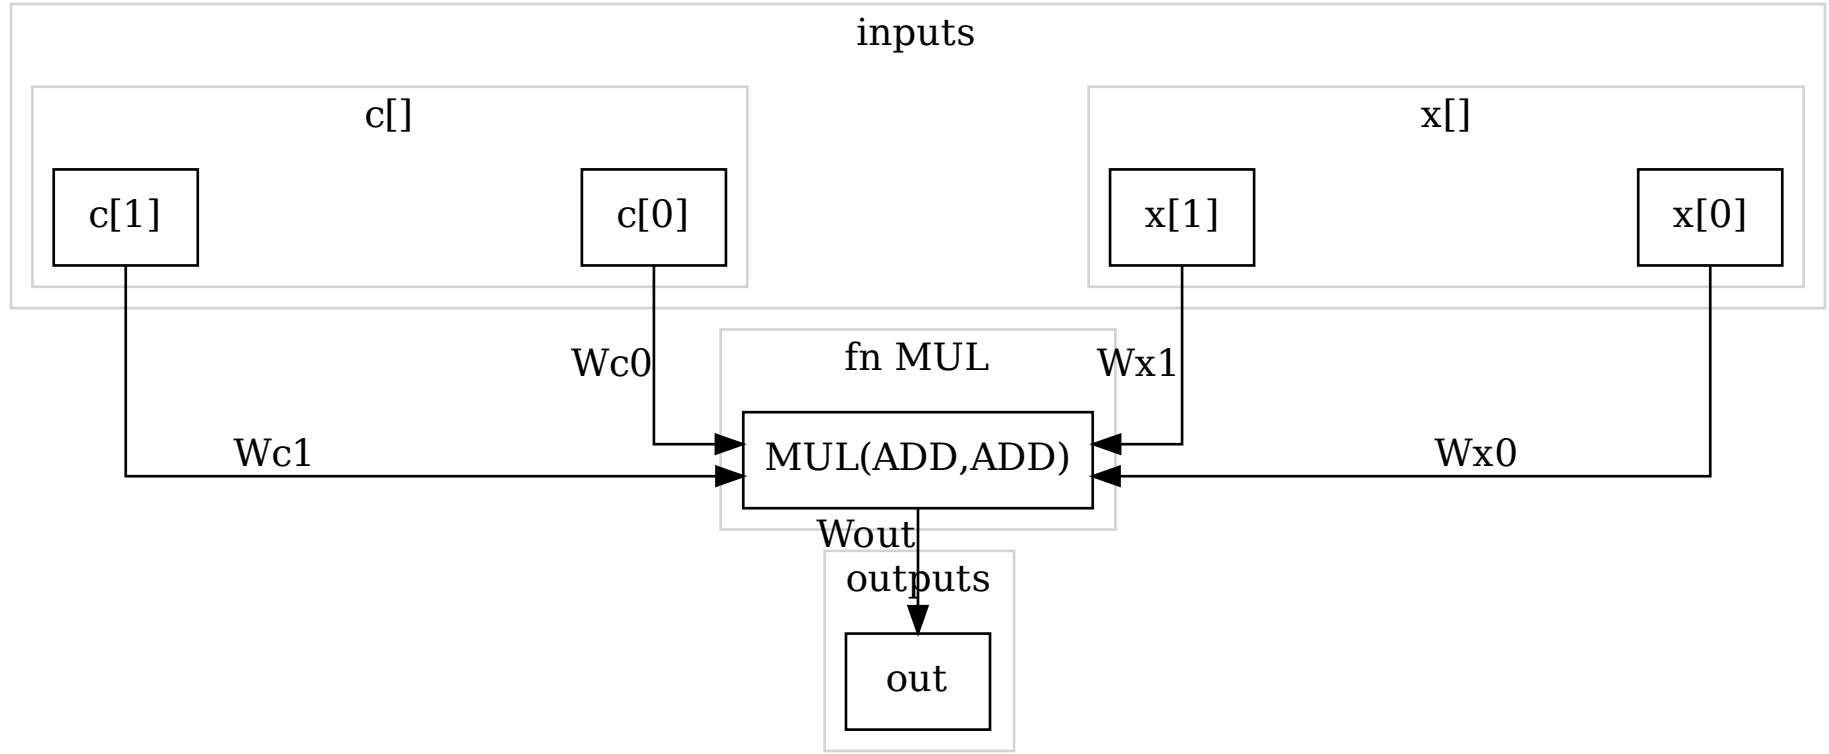 inputs
c[]
x[]
c[1]
c[0]
x[1]
x[0]
Wc0
fn MUL
Wx1
Wc1
MUL(ADD,ADD)
Wx0
Wout
outputs
out